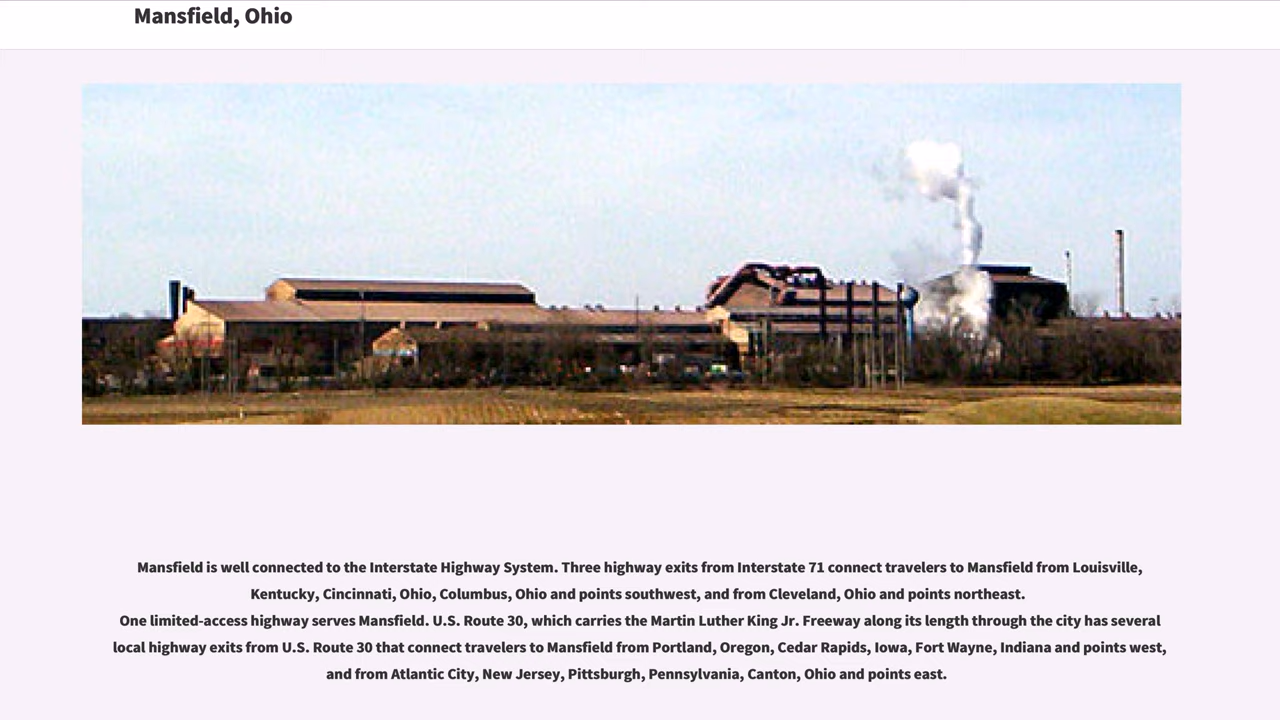 Mansfield, Ohio
Mansfield is well connected to the Interstate Highway System. Three highway exits from Interstate 71 connect travelers to Mansfield from Louisville,
Kentucky, Cincinnati, Ohio, Columbus, Ohio and points southwest, and from Cleveland, Ohio and points northeast.
One limited-access highway serves Mansfield. U.S. Route 30, which carries the Martin Luther King Jr. Freeway along its length through the city has several
local highway exits from U.S. Route 30 that connect travelers to Mansfield from Portland, Oregon, Cedar Rapids, Iowa, Fort Wayne, Indiana and points west,
and from Atlantic City, New Jersey, Pittsburgh, Pennsylvania, Canton, Ohio and points east.